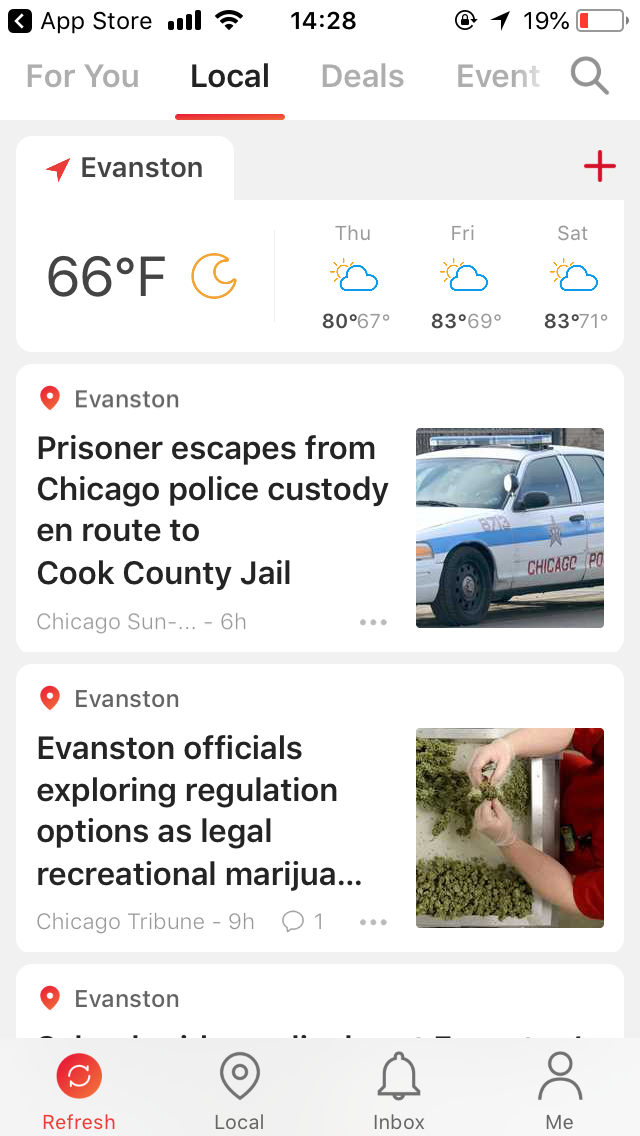 App Store 14:28 19%
For You Local Deals Event
Evanston
66°F
Thu Fri Sat
80°67° 83°69° 83°71°
Evanston
Prisoner escapes from
Chicago police custody
en route to
Cook County Jail
Chicago Sun-... - 6h
8713
CHICAGO PO
Evanston
Evanston officials
exploring regulation
options as legal
recreational marijua...
Chicago Tribune - 9h 1
Evanston
Refresh Local Inbox Me